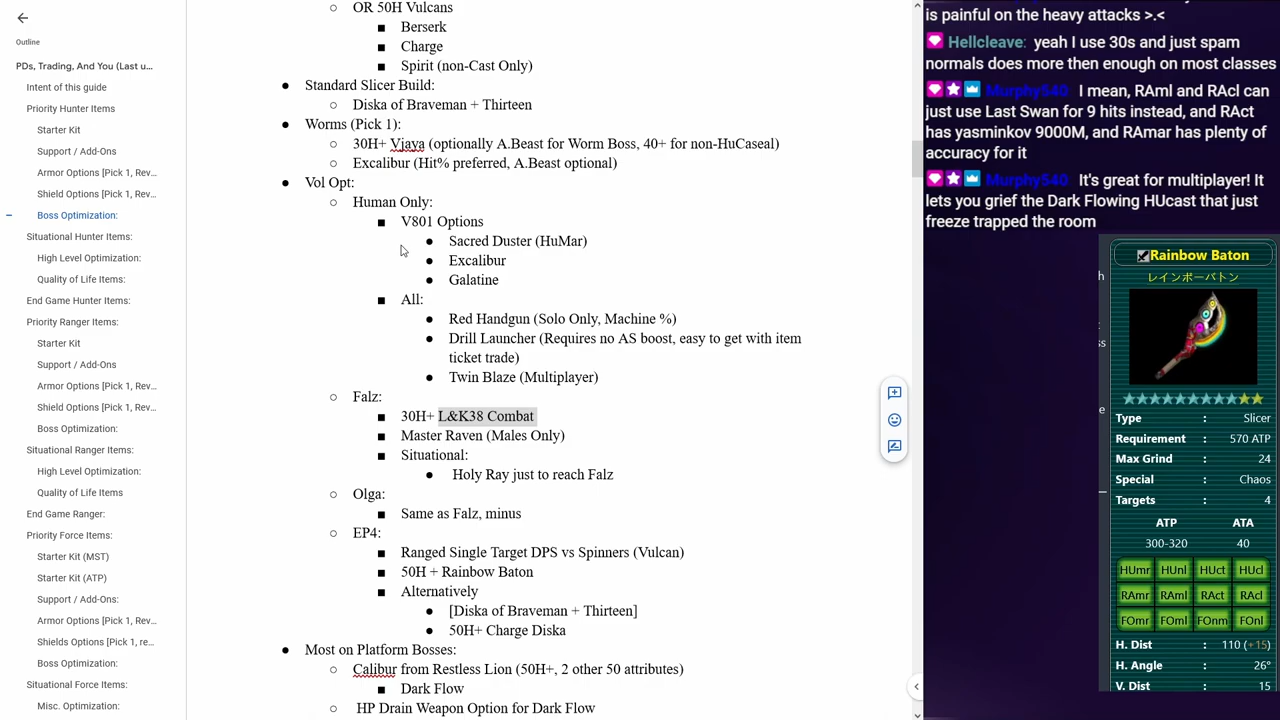 Outline
PDs, Trading, And You (Last u...
Intent of this guide
Priority Hunter Items
Starter Kit
Support / Add-Ons
Armor Options [Pick 1, Rev...
Shield Options [Pick 1, Rev...
Boss Optimization:
Situational Hunter Items:
High Level Optimization:
Quality of Life Items:
End Game Hunter Items:
Priority Ranger Items:
Starter Kit
Support / Add-Ons
Armor Options [Pick 1, Rev...
Shield Options [Pick 1, Rev...
Boss Optimization:
Situational Ranger Items:
High Level Optimization:
Quality of Life Items
End Game Ranger:
Priority Force Items:
Starter Kit (MST)
Starter Kit (ATP)
Support / Add-Ons:
Armor Options [Pick 1, Rev...
Shields Options [Pick 1, re...
Boss Optimization:
Situational Force Items:
Misc. Optimization:
OR 50H Vulcans
Berserk
Charge
Spirit (non-Cast Only)
Standard Slicer Build:
Diska of Braveman + Thirteen
Worms (Pick 1):
30H+ Vjaya (optionally A.Beast for Worm Boss, 40+ for non-HuCaseal)
Excalibur (Hit% preferred, A.Beast optional)
Vol Opt:
Human Only:
V801 Options
Sacred Duster (HuMar)
Excalibur
Galatine
All:
Red Handgun (Solo Only, Machine %)
Drill Launcher (Requires no AS boost, easy to get with item
ticket trade)
Twin Blaze (Multiplayer)
Falz:
30H+ L&K38 Combat
Master Raven (Males Only)
Situational:
Holy Ray just to reach Falz
Olga:
Same as Falz, minus
EP4:
Ranged Single Target DPS vs Spinners (Vulcan)
50H + Rainbow Baton
Alternatively
[Diska of Braveman + Thirteen]
50H+ Charge Diska
Most on Platform Bosses:
Calibur from Restless Lion (50H+, 2 other 50 attributes)
Dark Flow
HP Drain Weapon Option for Dark Flow
is painful on the heavy attacks >.<
Hellcleave: yeah I use 30s and just spam
normals does more then enough on most classes
Murphy540: I mean, RAml and RAcl can
just use Last Swan for 9 hits instead, and RAct
has yasminkov 9000M, and RAmar has plenty of
accuracy for it
Murphy540: It's great for multiplayer! It
lets you grief the Dark Flowing HUcast that just
freeze trapped the room
Rainbow Baton
レインボーバトン
Type : Slicer
Requirement : 570 ATP
Max Grind : 24
Special : Chaos
Targets : 4
ATP ATA
300-320 40
HUmr HUnl HUct HUcl
RAmr RAml RAct RAcl
FOmr FOml FOnm FOnl
H. Dist : 110 (+15)
H. Angle : 26°
V. Dist : 15